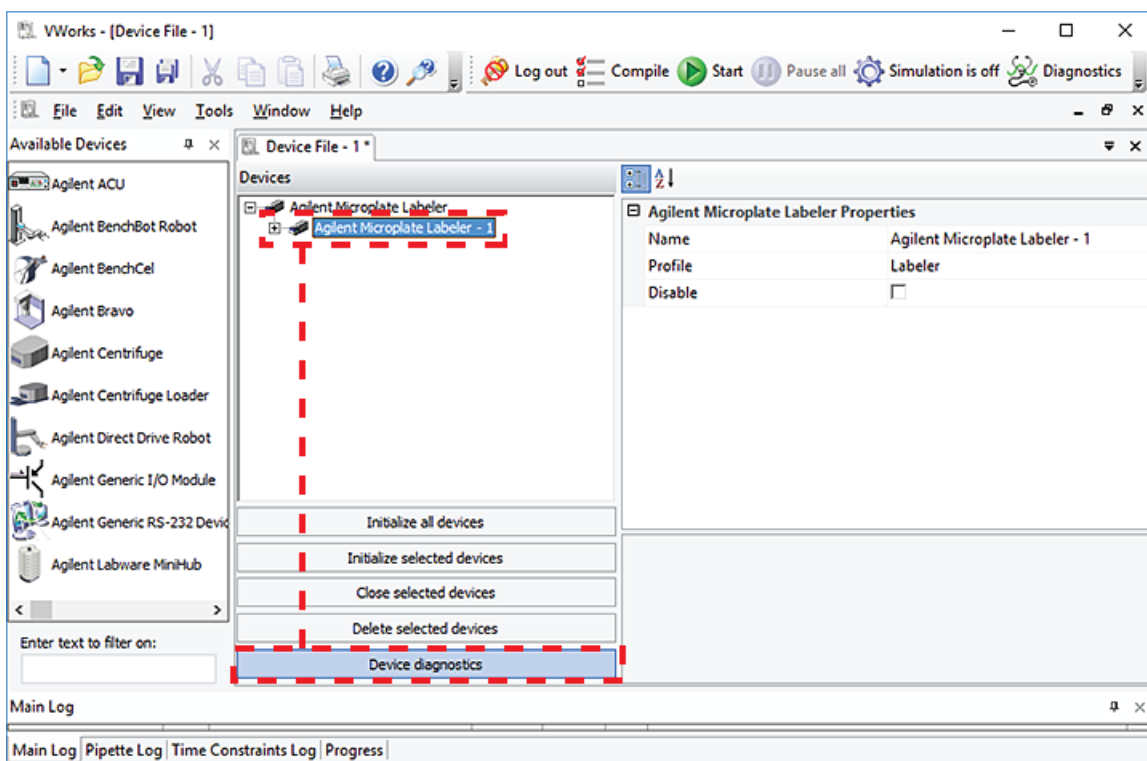 VWorks - [Device File - 1]
Log out Compile Start Pause all Simulation is off Diagnostics
File Edit View Tools Window Help
Available Devices
Agilent ACU
Agilent BenchBot Robot
Agilent BenchCel
Agilent Bravo
Agilent Centrifuge
Agilent Centrifuge Loader
Agilent Direct Drive Robot
Agilent Generic I/O Module
Agilent Generic RS-232 Devic
Agilent Labware MiniHub
Enter text to filter on:
Device File - 1 *
Devices
Agilent Microplate Labeler
Agilent Microplate Labeler - 1
Initialize all devices
Initialize selected devices
Close selected devices
Delete selected devices
Device diagnostics
Agilent Microplate Labeler Properties
Name Agilent Microplate Labeler - 1
Profile Labeler
Disable
Main Log
Main Log Pipette Log Time Constraints Log Progress